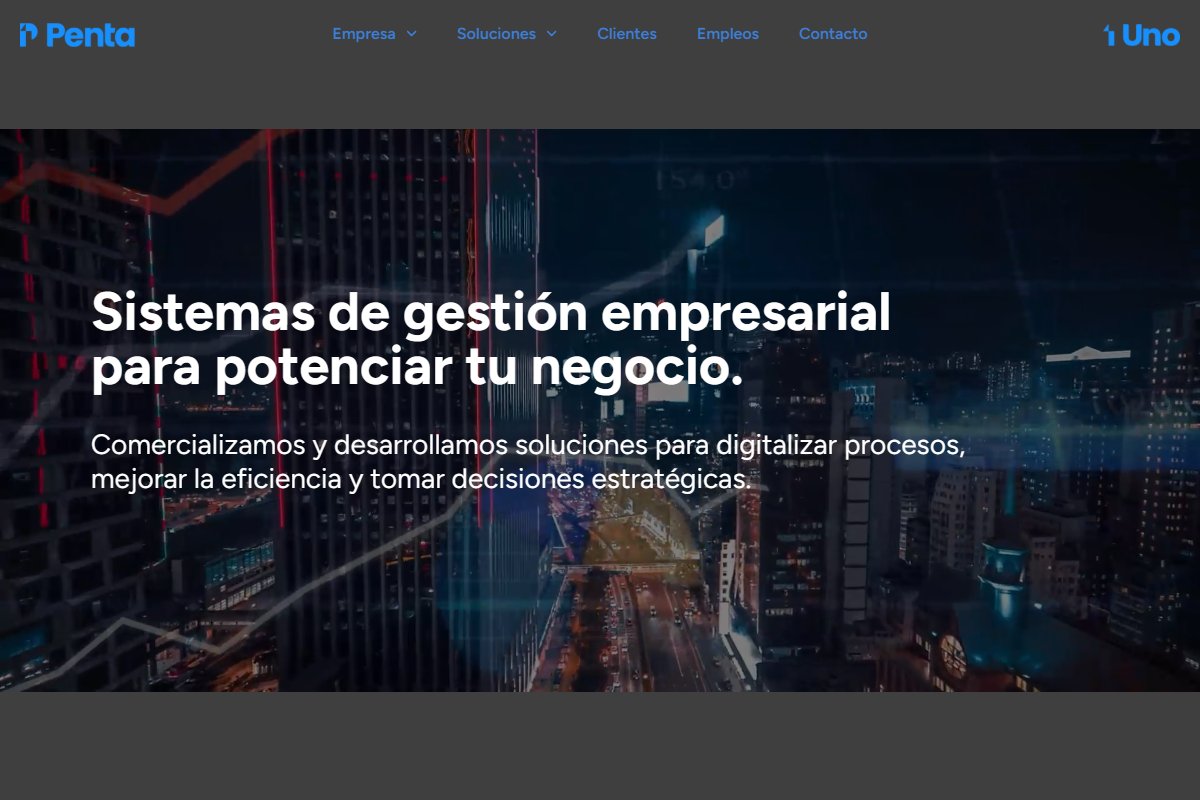 Penta
Empresa
Soluciones
Clientes
Empleos
Contacto
Uno
Sistemas de gestión empresarial
para potenciar tu negocio.
Comercializamos y desarrollamos soluciones para digitalizar procesos,
mejorar la eficiencia y tomar decisiones estratégicas.